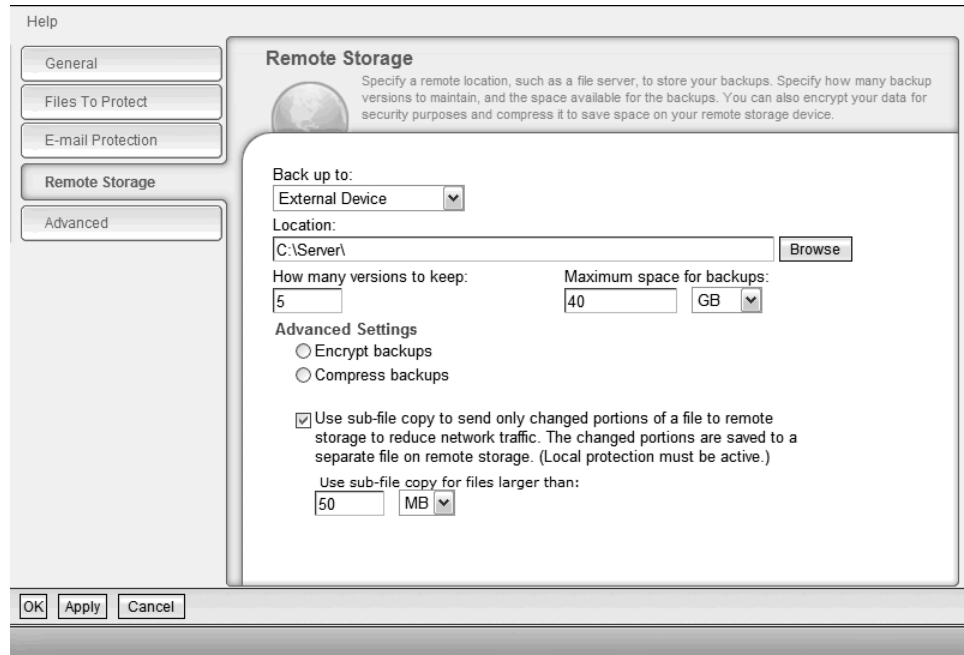 Help
General
Files To Protect
E-mail Protection
Remote Storage
Advanced
Remote Storage
Specify a remote location, such as a file server, to store your backups. Specify how many backup
versions to maintain, and the space available for the backups. You can also encrypt your data for
security purposes and compress it to save space on your remote storage device.
Back up to:
External Device
Location:
C:\Server\ Browse
How many versions to keep: Maximum space for backups:
5 40 GB
Advanced Settings
Encrypt backups
Compress backups
Use sub-file copy to send only changed portions of a file to remote
storage to reduce network traffic. The changed portions are saved to a
separate file on remote storage. (Local protection must be active.)
Use sub-file copy for files larger than:
50 MB
OK Apply Cancel